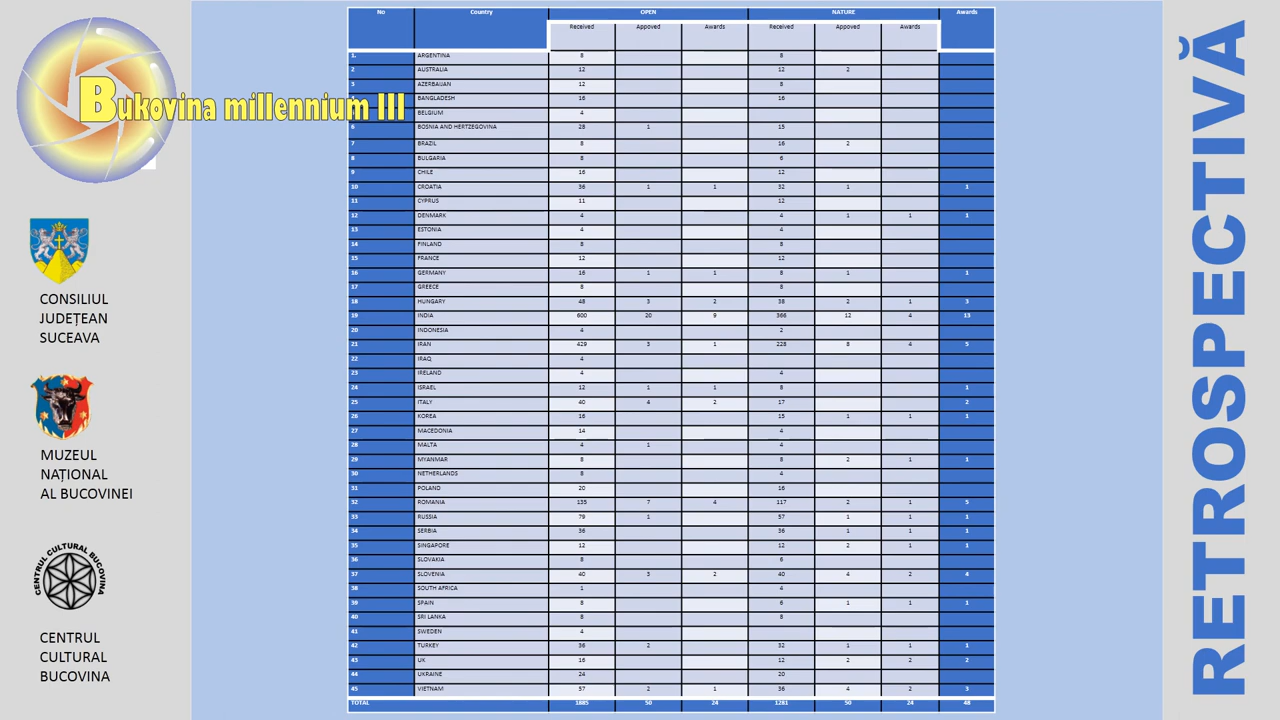 Bukovina millennium III
CONSILIUL
JUDEȚEAN
SUCEAVA
MUZEUL
NAȚIONAL
AL BUCOVINEI
CENTRUL CULTURAL BUCOVINA
CENTRUL
CULTURAL
BUCOVINA
No Country OPEN NATURE Awards
Received Appoved Awards Received Appoved Awards
1. ARGENTINA 8 8
2 AUSTRALIA 12 12 2
3 AZERBAIJAN 12 8
BANGLADESH 16 16
BELGIUM 4
6 BOSNIA AND HERTZEGOVINA 28 1 15
7 BRAZIL 8 16 2
8 BULGARIA 8 6
9 CHILE 16 12
10 CROATIA 36 1 1 32 1 1
11 CYPRUS 11 12
12 DENMARK 4 4 1 1 1
13 ESTONIA 4 4
14 FINLAND 8 8
15 FRANCE 12 12
16 GERMANY 16 1 1 8 1 1
17 GREECE 8 8
18 HUNGARY 48 3 2 38 2 1 3
19 INDIA 600 20 9 366 12 4 13
20 INDONESIA 4 2
21 IRAN 429 3 1 228 8 4 5
22 IRAQ 4
23 IRELAND 4 4
24 ISRAEL 12 1 1 8 1
25 ITALY 40 4 2 17 2
26 KOREA 16 15 1 1 1
27 MACEDONIA 14 4
28 MALTA 4 1 4
29 MYANMAR 8 8 2 1 1
30 NETHERLANDS 8 4
31 POLAND 20 16
32 ROMANIA 135 7 4 117 2 1 5
33 RUSSIA 79 1 57 1 1 1
34 SERBIA 36 36 1 1 1
35 SINGAPORE 12 12 2 1 1
36 SLOVAKIA 8 6
37 SLOVENIA 40 3 2 40 4 2 4
38 SOUTH AFRICA 1 4
39 SPAIN 8 6 1 1 1
40 SRI LANKA 8 8
41 SWEDEN 4
42 TURKEY 36 2 32 1 1 1
43 UK 16 12 2 2 2
44 UKRAINE 24 20
45 VIETNAM 37 2 1 36 4 2 3
TOTAL 1885 50 24 1281 50 24 48
RETROSPECTIVĂ